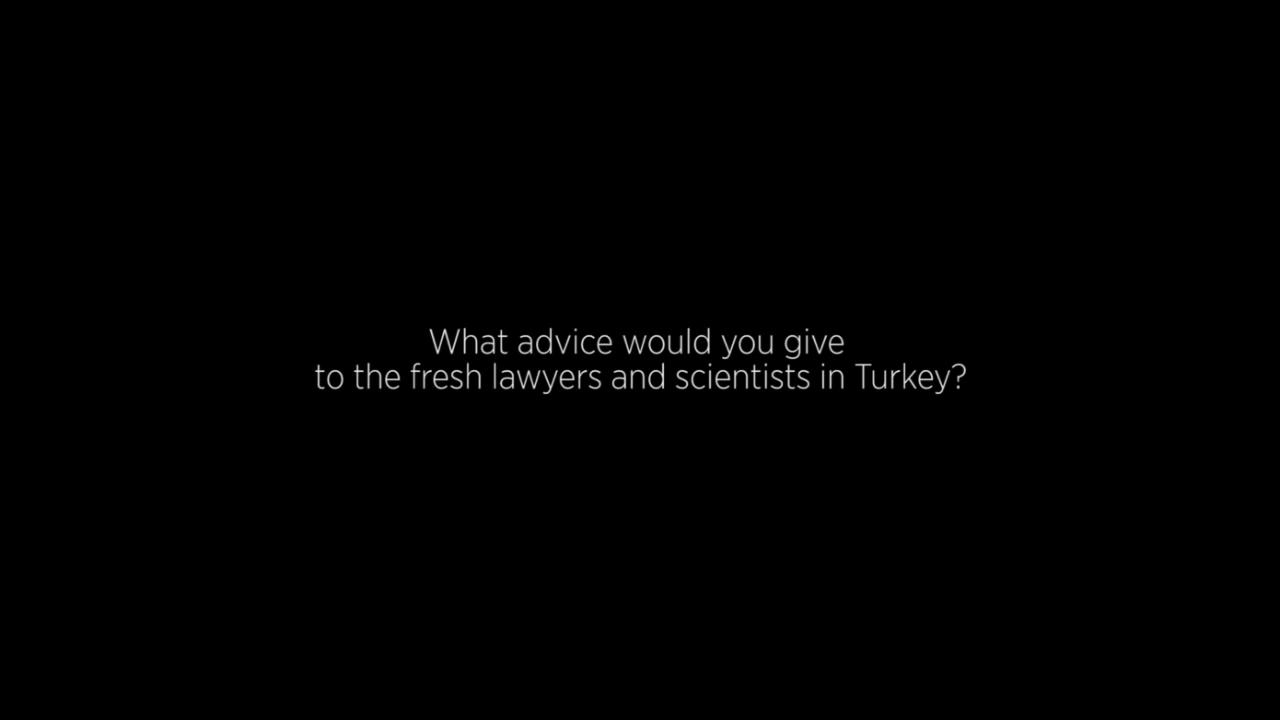 What advice would you give
to the fresh lawyers and scientists in Turkey?